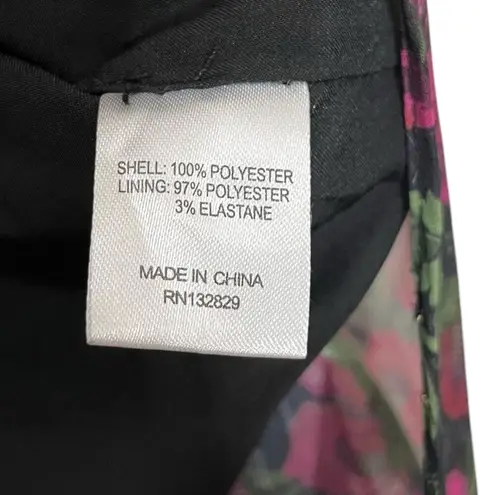 SHELL: 100% POLYESTER
LINING: 97% POLYESTER
3% ELASTANE
MADE IN CHINA
RN132829